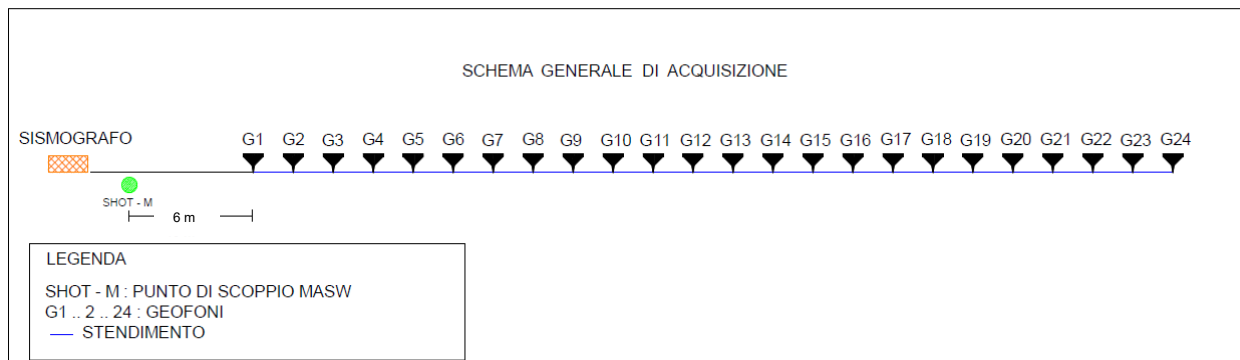 SCHEMA GENERALE DI ACQUISIZIONE
SISMOGRAFO G1 G2 G3 G4 G5 G6 G7 G8 G9 G10 G11 G12 G13 G14 G15 G16 G17 G18 G19 G20 G21 G22 G23 G24
SHOT - M
6 m
LEGENDA
SHOT - M : PUNTO DI SCOPPIO MASW
G1 .. 2 .. 24 : GEOFONI
STENDIMENTO